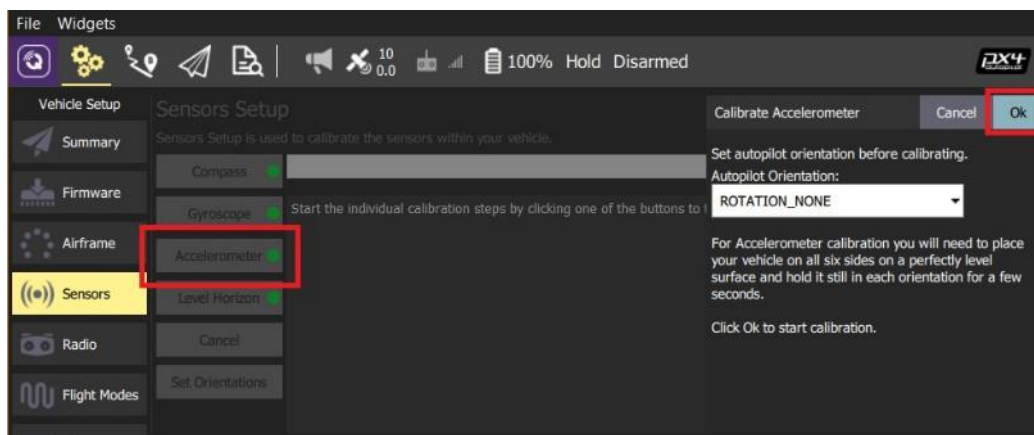 File Widgets
10
0.0
100% Hold Disarmed
PX4
autopilot
Vehicle Setup
Summary
Firmware
Airframe
Sensors
Radio
Flight Modes
Sensors Setup
Sensors Setup is used to calibrate the sensors within your vehicle.
Compass
Gyroscope
Accelerometer
Level Horizon
Cancel
Set Orientations
Start the individual calibration steps by clicking one of the buttons to
Calibrate Accelerometer
Cancel
Ok
Set autopilot orientation before calibrating.
Autopilot Orientation:
ROTATION_NONE
For Accelerometer calibration you will need to place
your vehicle on all six sides on a perfectly level
surface and hold it still in each orientation for a few
seconds.
Click Ok to start calibration.